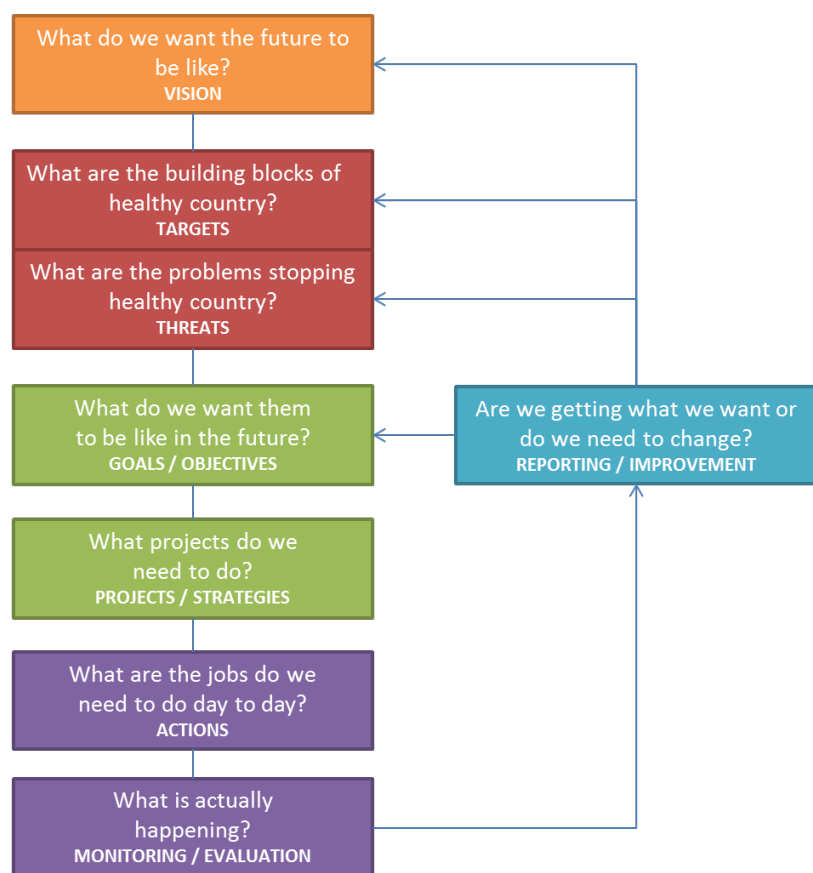 What do we want the future to
be like?
VISION
What are the building blocks of
healthy country?
TARGETS
What are the problems stopping
healthy country?
THREATS
What do we want them
to be like in the future?
GOALS / OBJECTIVES
Are we getting what we want or
do we need to change?
REPORTING / IMPROVEMENT
What projects do we
need to do?
PROJECTS / STRATEGIES
What are the jobs do we
need to do day to day?
ACTIONS
What is actually
happening?
MONITORING / EVALUATION